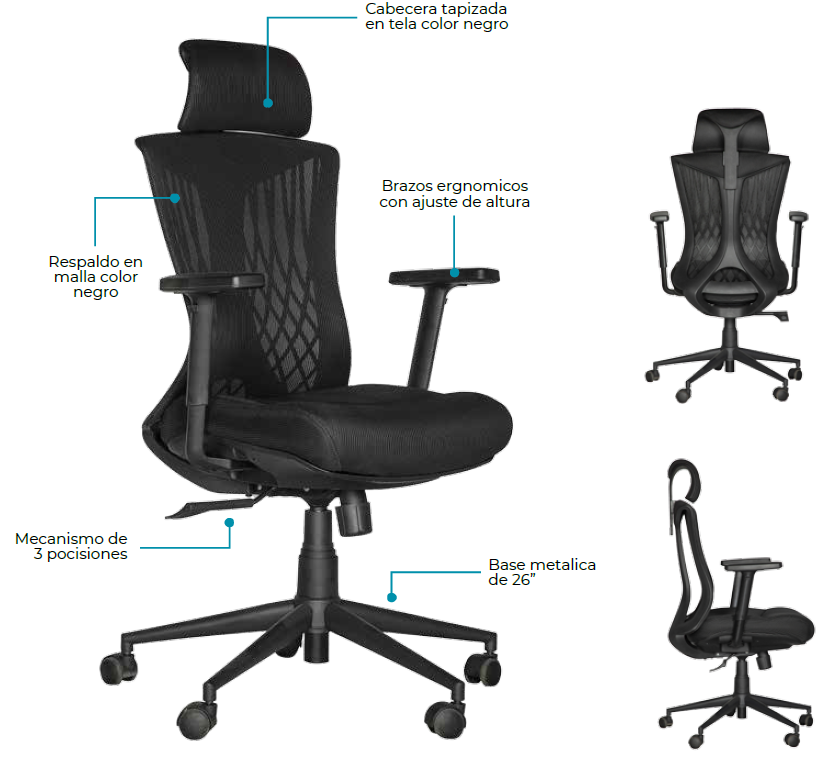 Cabecera tapizada
en tela color negro
Brazos ergnomicos
con ajuste de altura
Respaldo en
malla color
negro
Mecanismo de
3 pocisiones
Base metalica
de 26”